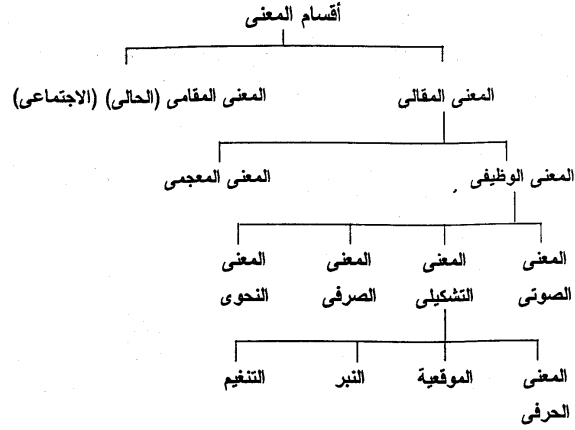 أقسام المعنى
المعنى المقالى
المعنى المقامى (الحالى) (الاجتماعى)
المعنى الوظيفى
المعنى المعجمى
المعنى الصوتى
المعنى التشكيلى
المعنى الصرفى
المعنى النحوى
المعنى الحرفى
الموقعية
النبر
التنغيم